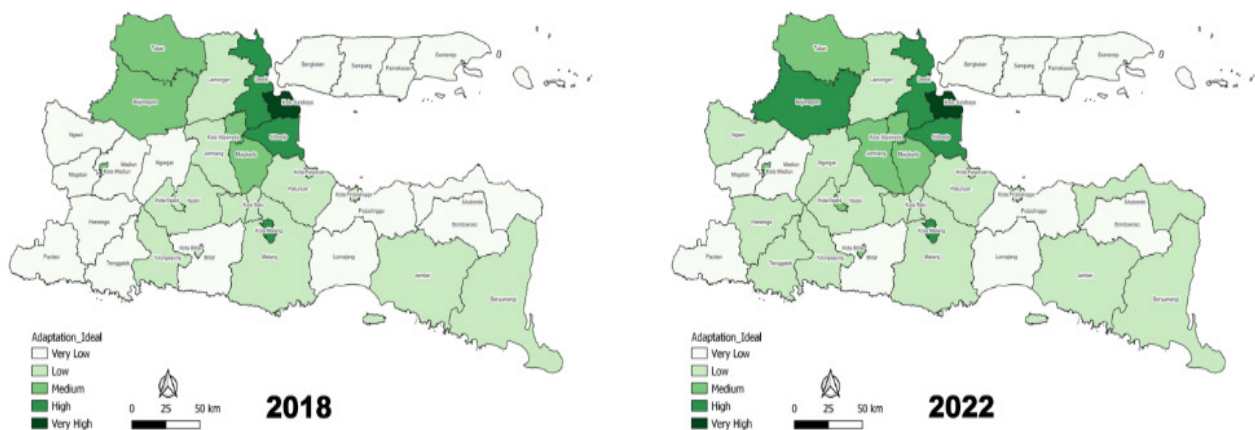 Tuban
Lamongan
Gresik
Bojonegoro
Kota Surabaya
Bangkalan
Sampang
Pamekasan
Sumenep
Ngawi
Kota Mojokerto
Sidoarjo
Jombang
Mojokerto
Magetan
Madiun
Kota Madiun
Nganjuk
Kota Pasuruan
Pasuruan
Kota Probolinggo
Probolinggo
Situbondo
Bondowoso
Kota Kediri
Kediri
Kota Batu
Kota Malang
Ponorogo
Pacitan
Trenggalek
Tulungagung
Kota Blitar
Blitar
Malang
Lumajang
Jember
Banyuwangi
Adaptation_Ideal
Very Low
Low
Medium
High
Very High
0 25 50 km
2018
Tuban
Lamongan
Gresik
Bojonegoro
Kota Surabaya
Bangkalan
Sampang
Pamekasan
Sumenep
Ngawi
Kota Mojokerto
Sidoarjo
Jombang
Mojokerto
Magetan
Madiun
Kota Madiun
Nganjuk
Kota Pasuruan
Pasuruan
Kota Probolinggo
Probolinggo
Situbondo
Bondowoso
Kota Kediri
Kediri
Kota Batu
Kota Malang
Ponorogo
Pacitan
Trenggalek
Tulungagung
Kota Blitar
Blitar
Malang
Lumajang
Jember
Banyuwangi
Adaptation_Ideal
Very Low
Low
Medium
High
Very High
0 25 50 km
2022